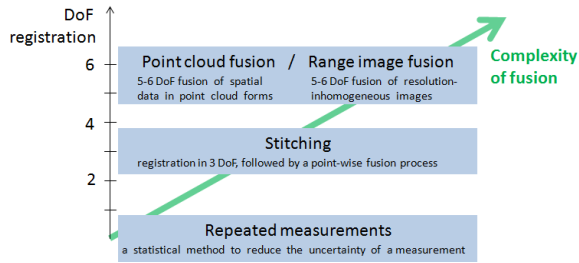 DoF
registration
6
4
2
Point cloud fusion / Range image fusion
5-6 DoF fusion of spatial
data in point cloud forms
5-6 DoF fusion of resolution-
inhomogeneous images
Complexity
of fusion
Stitching
registration in 3 DoF, followed by a point-wise fusion process
Repeated measurements
a statistical method to reduce the uncertainty of a measurement